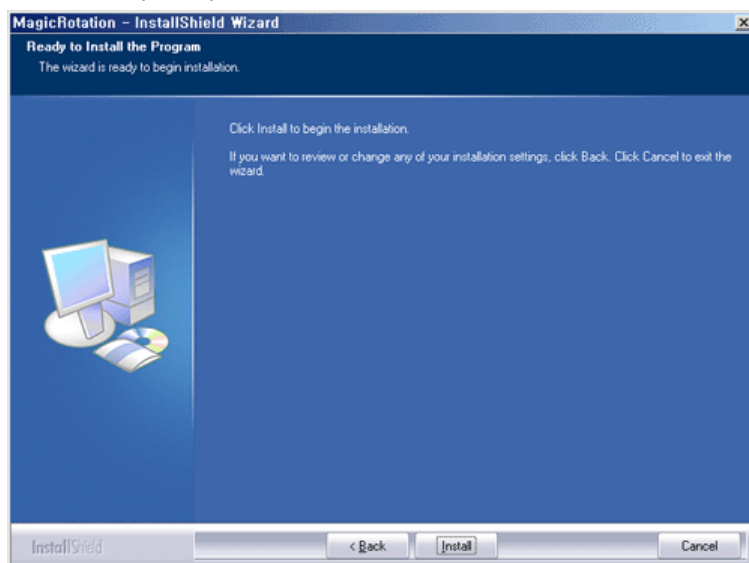 MagicRotation - InstallShield Wizard
Ready to Install the Program
The wizard is ready to begin installation.
Click Install to begin the installation.
If you want to review or change any of your installation settings, click Back. Click Cancel to exit the
wizard.
InstallShield
< Back
Install
Cancel